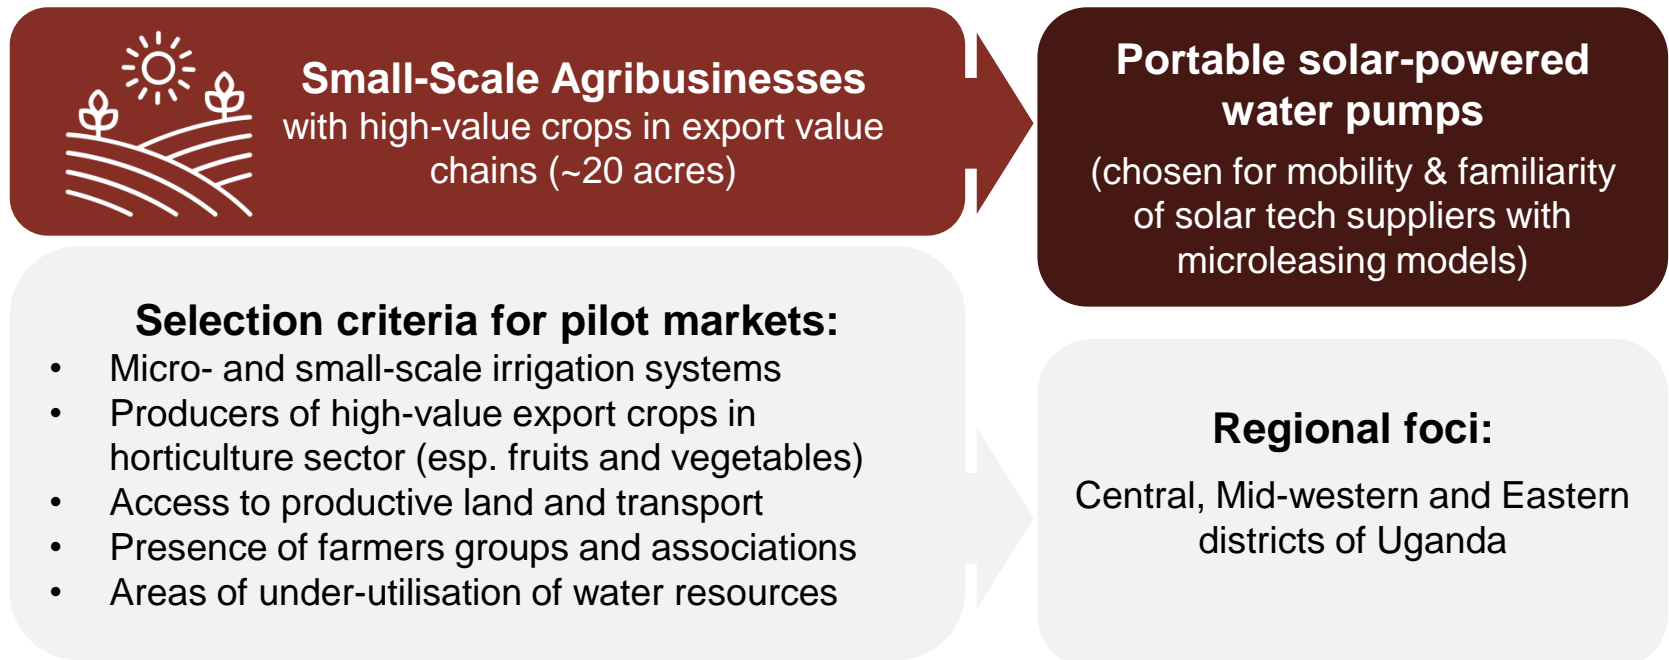 Small-Scale Agribusinesses
with high-value crops in export value
chains (~20 acres)
Portable solar-powered
water pumps
(chosen for mobility & familiarity
of solar tech suppliers with
microleasing models)
Selection criteria for pilot markets:
• Micro- and small-scale irrigation systems
• Producers of high-value export crops in
horticulture sector (esp. fruits and vegetables)
• Access to productive land and transport
• Presence of farmers groups and associations
• Areas of under-utilisation of water resources
Regional foci:
Central, Mid-western and Eastern
districts of Uganda